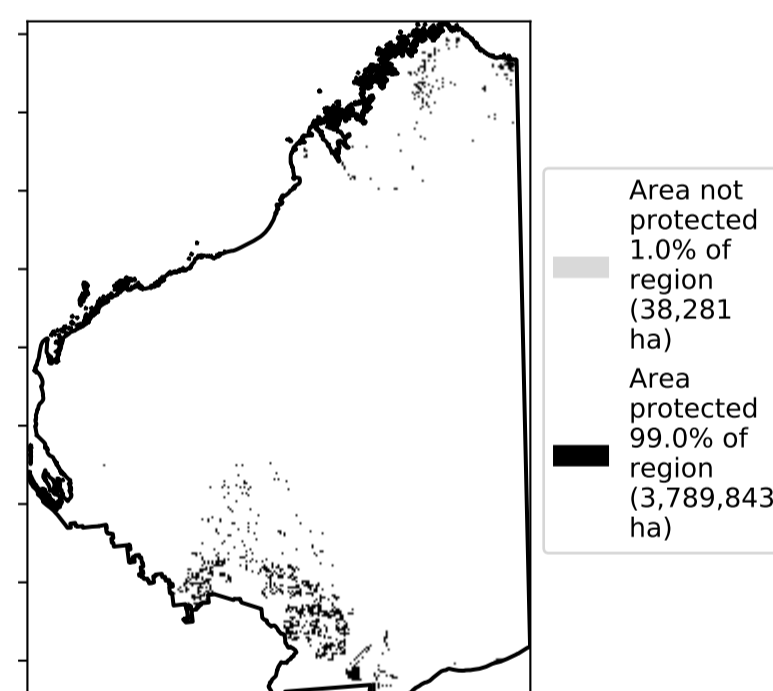 Area not
protected
1.0% of
region
(38,281
ha)
Area
protected
99.0% of
region
(3,789,843
ha)